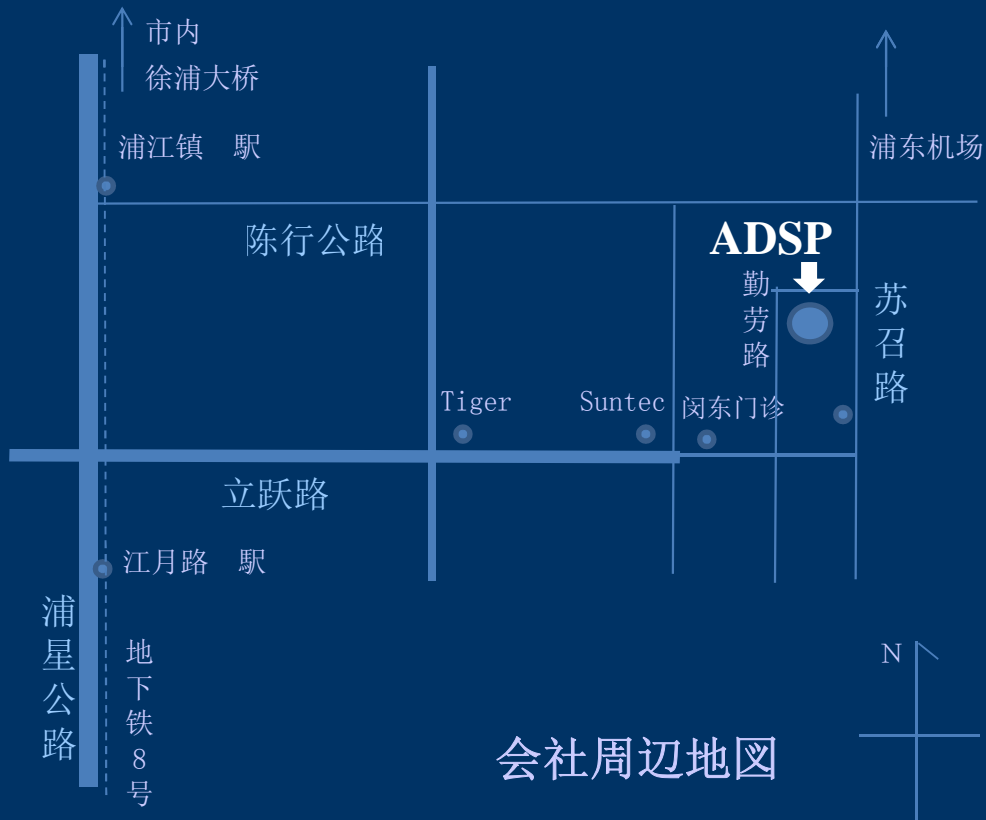 市内
徐浦大桥
浦江镇　駅
浦东机场
陈行公路
ADSP
勤劳路
苏召路
Tiger
Suntec
闵东门诊
立跃路
江月路　駅
浦星公路
地下铁8号
N
会社周辺地図